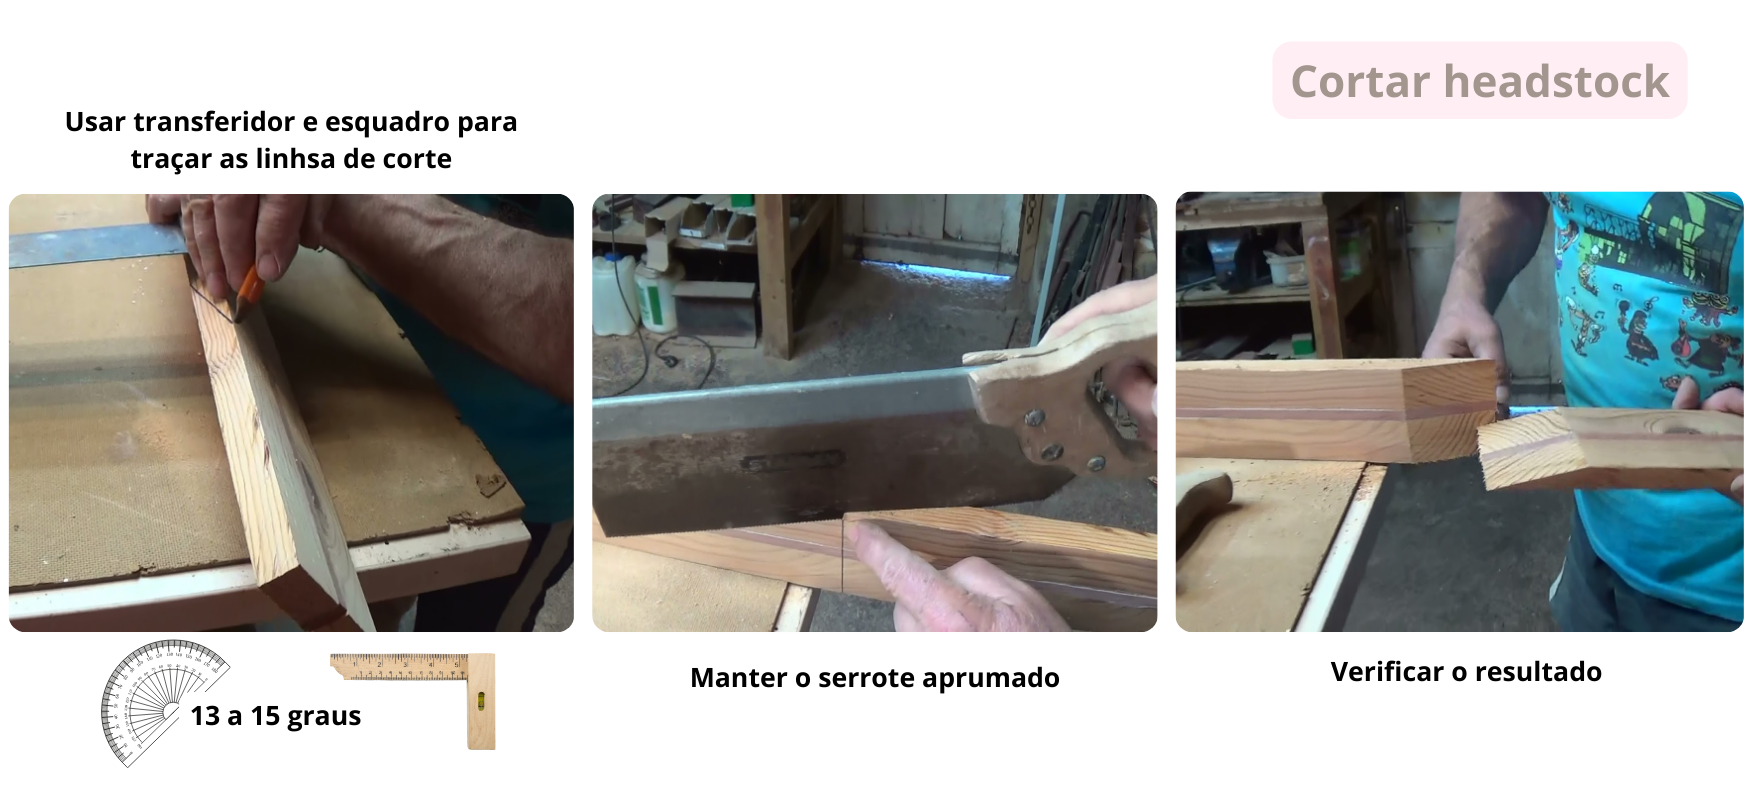 Cortar headstock
Usar transferidor e esquadro para
traçar as linhsa de corte
13 a 15 graus
Manter o serrote aprumado
Verificar o resultado